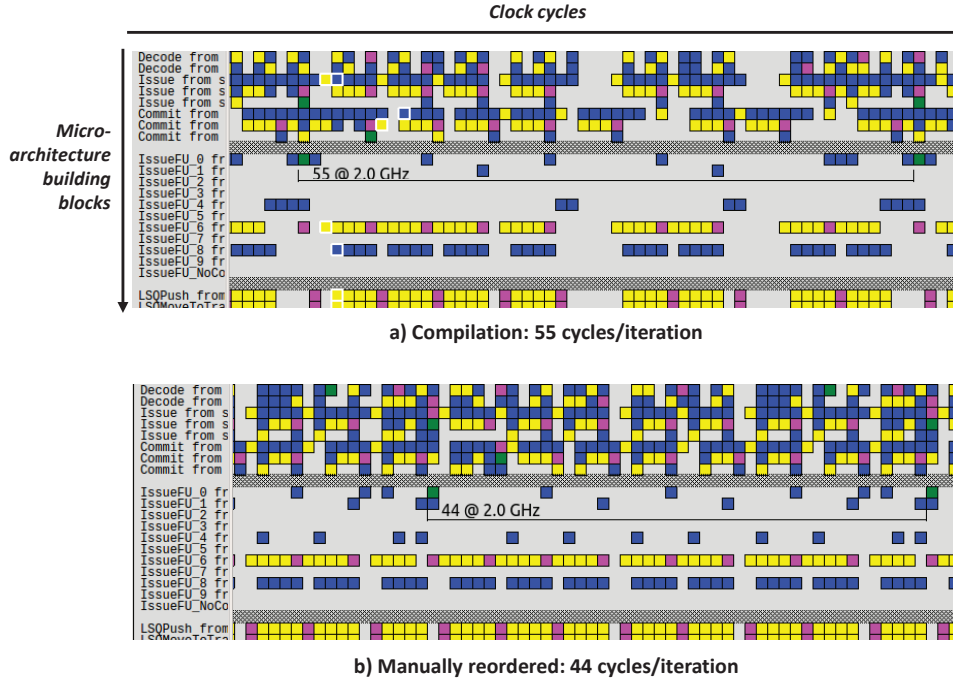 Clock cycles
Micro-
architecture
building
blocks
Decode from
Decode from
Issue from s
Issue from s
Issue from s
Commit from
Commit from
Commit from
IssueFU_0 fr
IssueFU_1 fr
IssueFU_2 fr
IssueFU_3 fr
IssueFU_4 fr
IssueFU_5 fr
IssueFU_6 fr
IssueFU_7 fr
IssueFU_8 fr
IssueFU_9 fr
IssueFU_NoCo
LSQPush from
LSQMoveToTra
55 @ 2.0 GHz
a) Compilation: 55 cycles/iteration
Decode from
Decode from
Issue from s
Issue from s
Issue from s
Commit from
Commit from
Commit from
IssueFU_0 fr
IssueFU_1 fr
IssueFU_2 fr
IssueFU_3 fr
IssueFU_4 fr
IssueFU_5 fr
IssueFU_6 fr
IssueFU_7 fr
IssueFU_8 fr
IssueFU_9 fr
IssueFU_NoCo
LSQPush from
LSQMoveToTra
44 @ 2.0 GHz
b) Manually reordered: 44 cycles/iteration